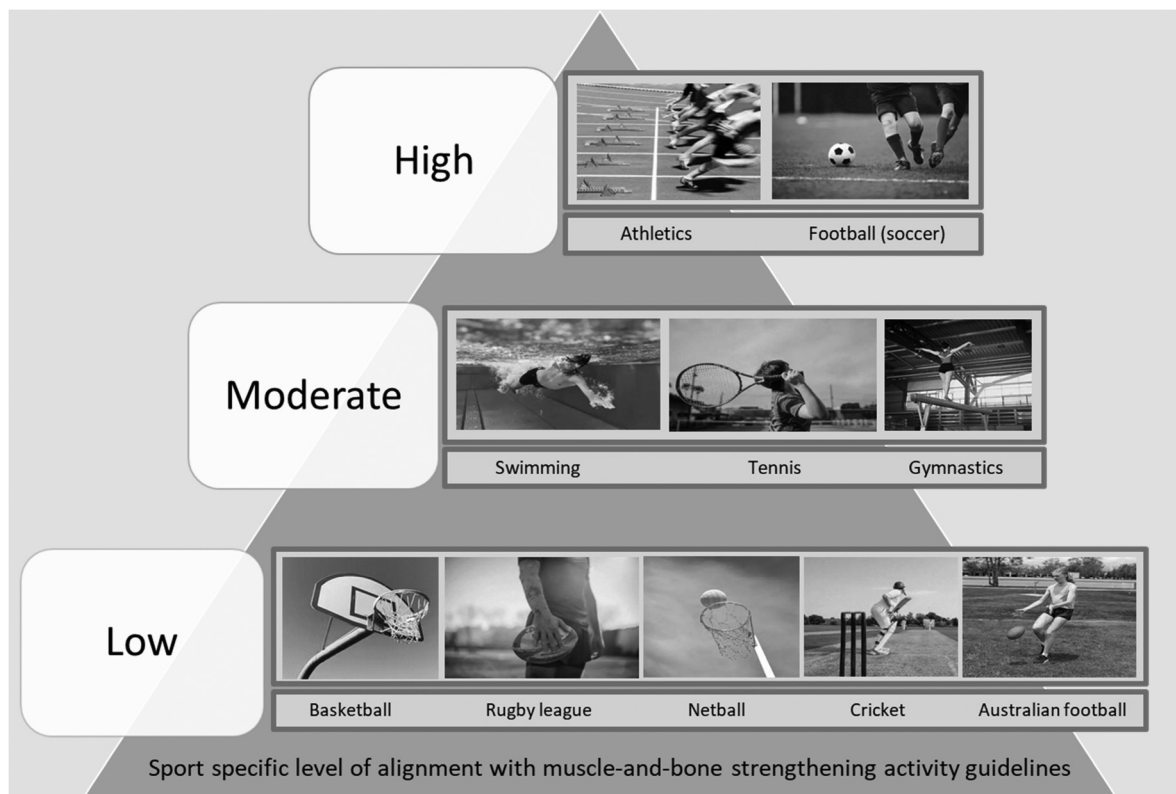 High
Athletics Football (soccer)
Moderate
Swimming Tennis Gymnastics
Low
Basketball Rugby league Netball Cricket Australian football
Sport specific level of alignment with muscle-and-bone strengthening activity guidelines